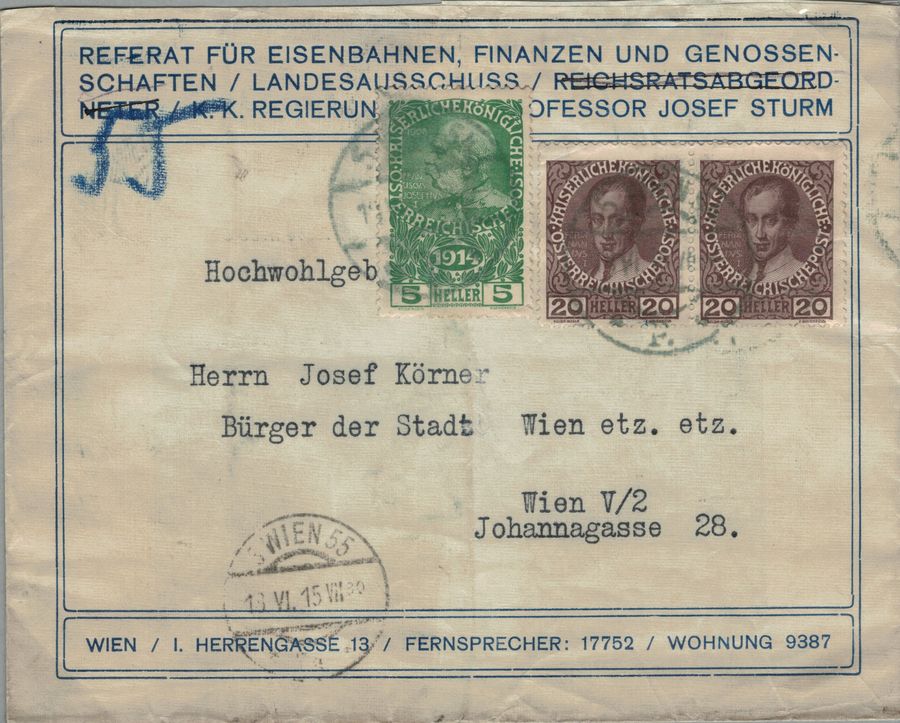 REFERAT FÜR EISENBAHNEN, FINANZEN UND GENOSSEN-
SCHAFTEN / LANDESAUSSCHUSS / REICHSRATSABGEORD-
NETER / K. K. REGIERUN OFESSOR JOSEF STURM
55
KAISERLICHE KÖNIGLICHE ÖSTERREICHISCHE POST
1914
5 HELLER 5
KAISERLICHE KÖNIGLICHE ÖSTERREICHISCHE POST
20 HELLER 20
KAISERLICHE KÖNIGLICHE ÖSTERREICHISCHE POST
20 HELLER 20
Hochwohlgeb
Herrn Josef Körner
Bürger der Stadt Wien etz. etz.
Wien V/2
Johannagasse 28.
WIEN 55
VI. 15 VII
WIEN / I. HERRENGASSE 13 / FERNSPRECHER: 17752 / WOHNUNG 9387